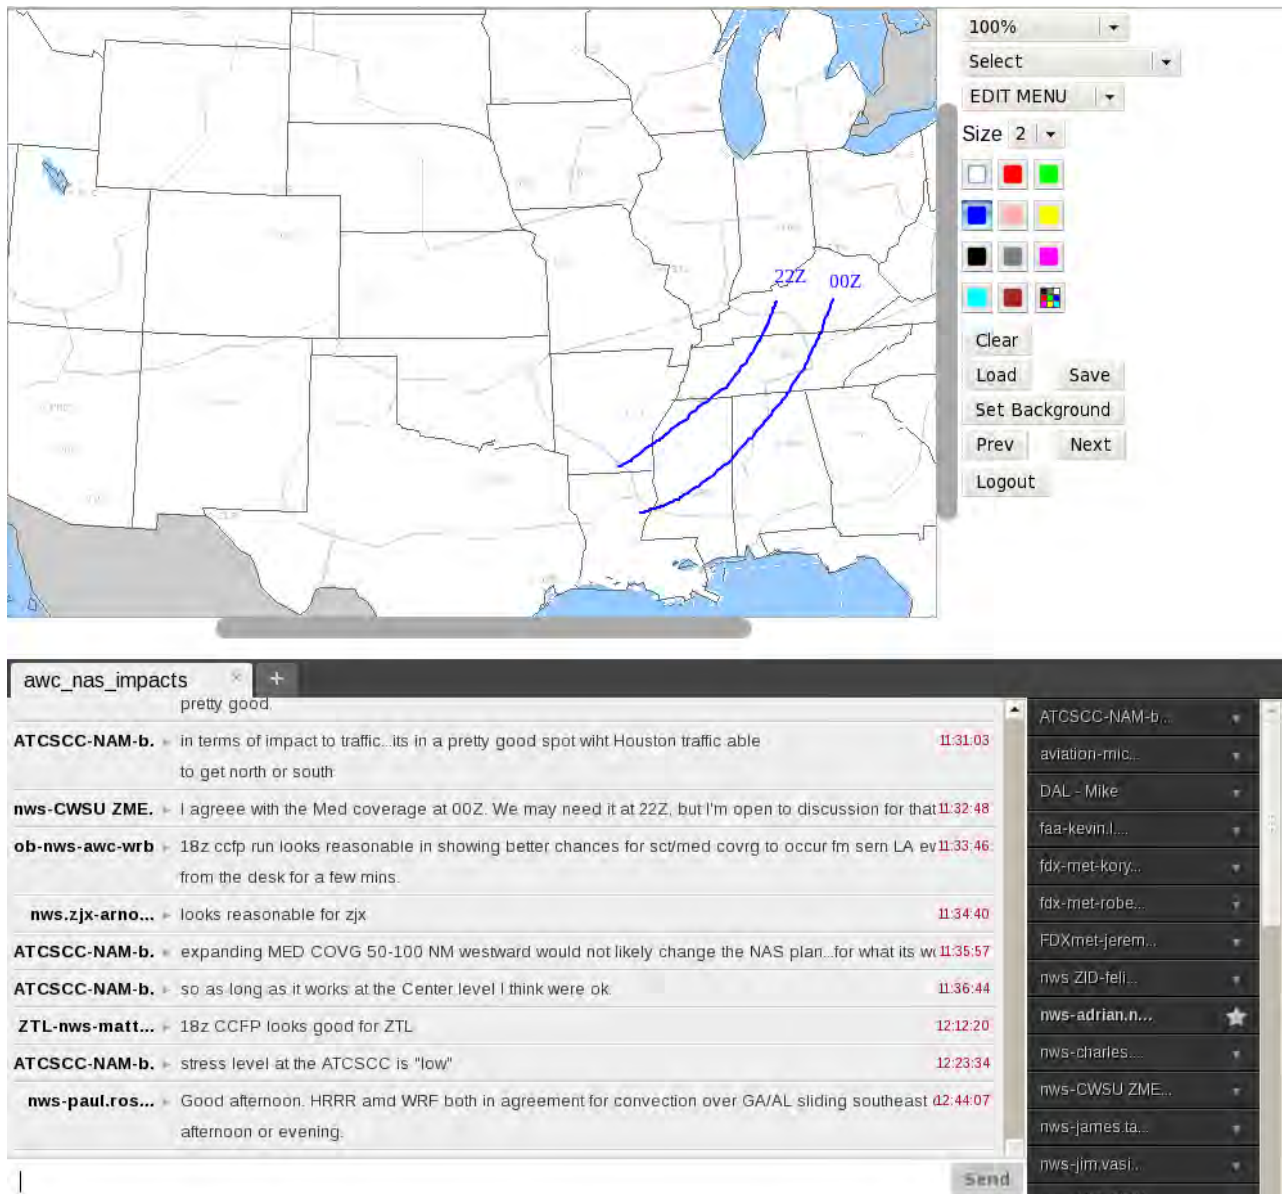 100%
Select
EDIT MENU
Size 2
22Z 00Z
Clear
Load Save
Set Background
Prev Next
Logout
awc_nas_impacts
+
pretty good.
ATCSCC-NAM-b. in terms of impact to traffic...its in a pretty good spot wiht Houston traffic able 11:31:03
to get north or south
nws-CWSU ZME. I agreee with the Med coverage at 00Z. We may need it at 22Z, but I'm open to discussion for that 11:32:48
ob-nws-awc-wrb 18z ccfp run looks reasonable in showing better chances for sct/med covrg to occur fm sern LA ev 11:33:46
from the desk for a few mins.
nws.zjx-arno... looks reasonable for zjx 11:34:40
ATCSCC-NAM-b. expanding MED COVG 50-100 NM westward would not likely change the NAS plan...for what its w 11:35:57
ATCSCC-NAM-b. so as long as it works at the Center level I think were ok 11:36:44
ZTL-nws-matt... 18z CCFP looks good for ZTL 12:12:20
ATCSCC-NAM-b. stress level at the ATCSCC is "low" 12:23:34
nws-paul.ros... Good afternoon. HRRR amd WRF both in agreement for convection over GA/AL sliding southeast 12:44:07
afternoon or evening.
Send
ATCSCC-NAM-b...
aviation-mic...
DAL - Mike
faa-kevin.l....
fdx-met-kory...
fdx-met-robe...
FDXmet-jerem...
nws ZID-feli...
nws-adrian.n...
nws-charles....
nws-CWSU ZME...
nws-james.ta...
nws-jim.vasi...